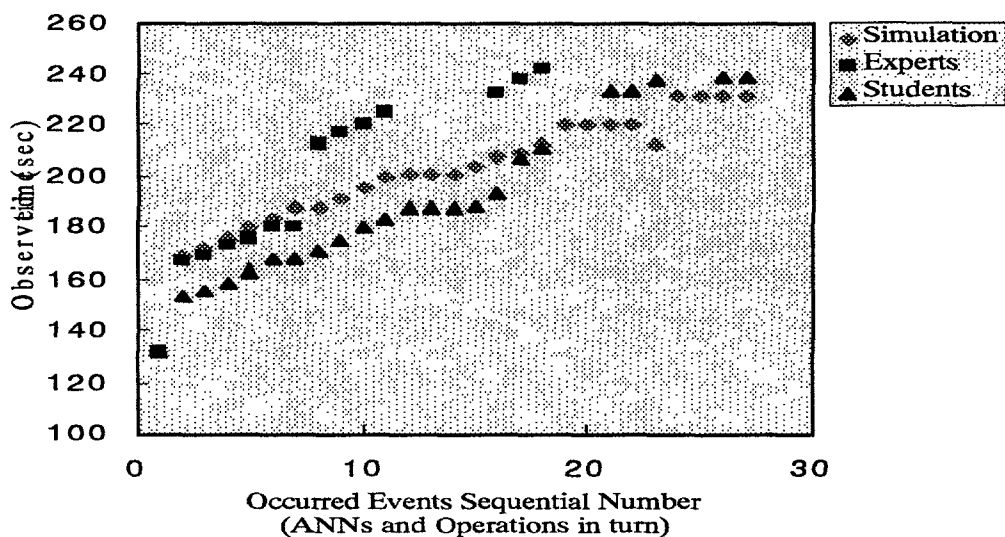 260
240
220
200
180
160
140
120
100
0
10
20
30
Occurred Events Sequential Number
(ANNs and Operations in turn)
Simulation
Experts
Students